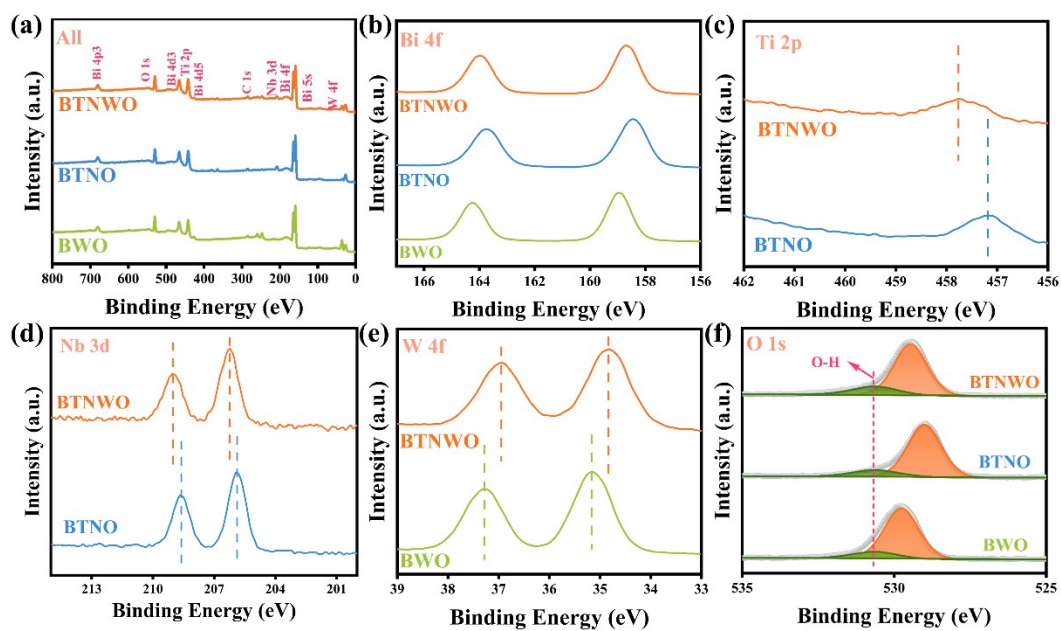 (a)
All
Bi 4p3
O 1s
Bi 4d3
Ti 2p
Bi 4d5
C 1s
Nb 3d
Bi 4f
Bi 5s
W 4f
BTNWO
BTNO
BWO
Intensity (a.u.)
800 600 400 200 0
Binding Energy (eV)
(b)
Bi 4f
BTNWO
BTNO
BWO
Intensity (a.u.)
166 164 162 160 158 156
Binding Energy (eV)
(c)
Ti 2p
BTNWO
BTNO
Intensity (a.u.)
462 461 460 459 458 457 456
Binding Energy (eV)
(d)
Nb 3d
BTNWO
BTNO
Intensity (a.u.)
213 210 207 204 201
Binding Energy (eV)
(e)
W 4f
BTNWO
BWO
Intensity (a.u.)
39 38 37 36 35 34 33
Binding Energy (eV)
(f)
O 1s
O-H
BTNWO
BTNO
BWO
Intensity (a.u.)
535 530 525
Binding Energy (eV)